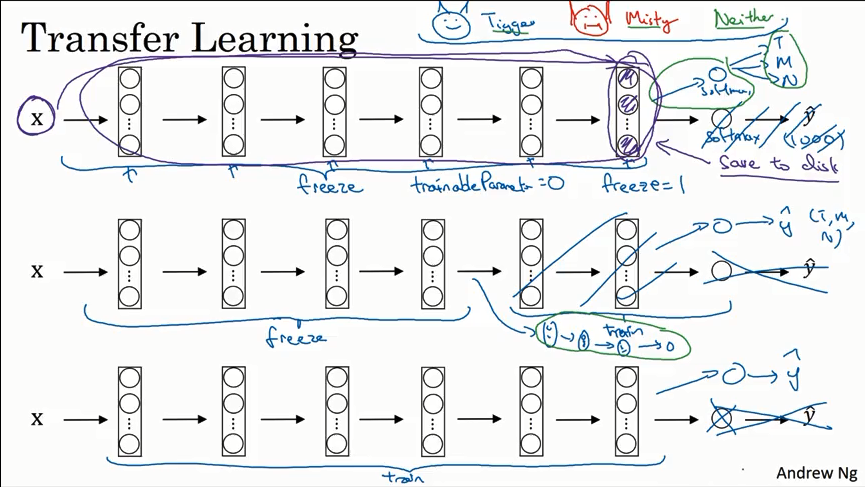 Transfer Learning
Tigger Misty Neither
x
softmax
T
M
N
softmax
ŷ
(1000)
save to disk
freeze trainableParameter=0 freeze=1
x
ŷ (T, M, N)
ŷ
freeze
train
x
ŷ
ŷ
train
Andrew Ng